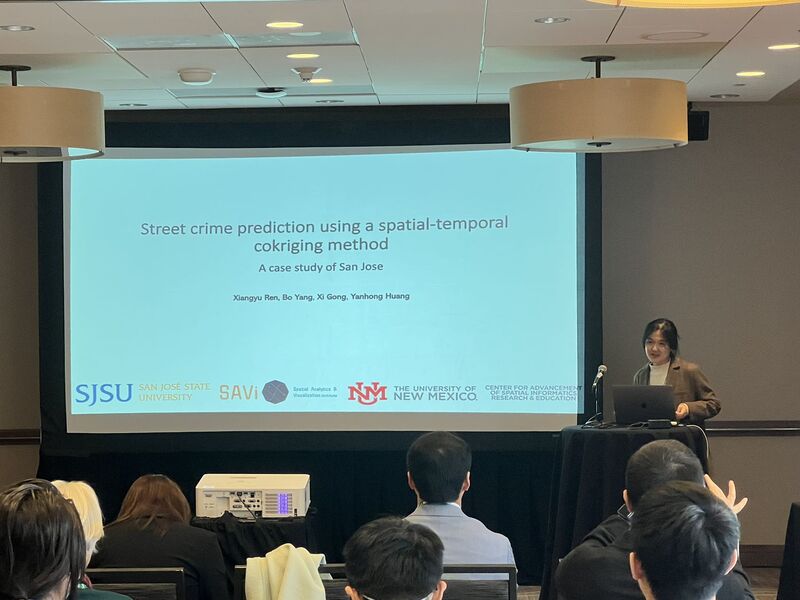 Street crime prediction using a spatial-temporal
cokriging method
A case study of San Jose
Xiangyu Ren, Bo Yang, Xi Gong, Yanhong Huang
SJSU SAN JOSÉ STATE
UNIVERSITY
SAVi Spatial Analytics &
Visualization Institute
NM THE UNIVERSITY OF
NEW MEXICO.
CENTER FOR ADVANCEMENT
OF SPATIAL INFORMATICS
RESEARCH & EDUCATION